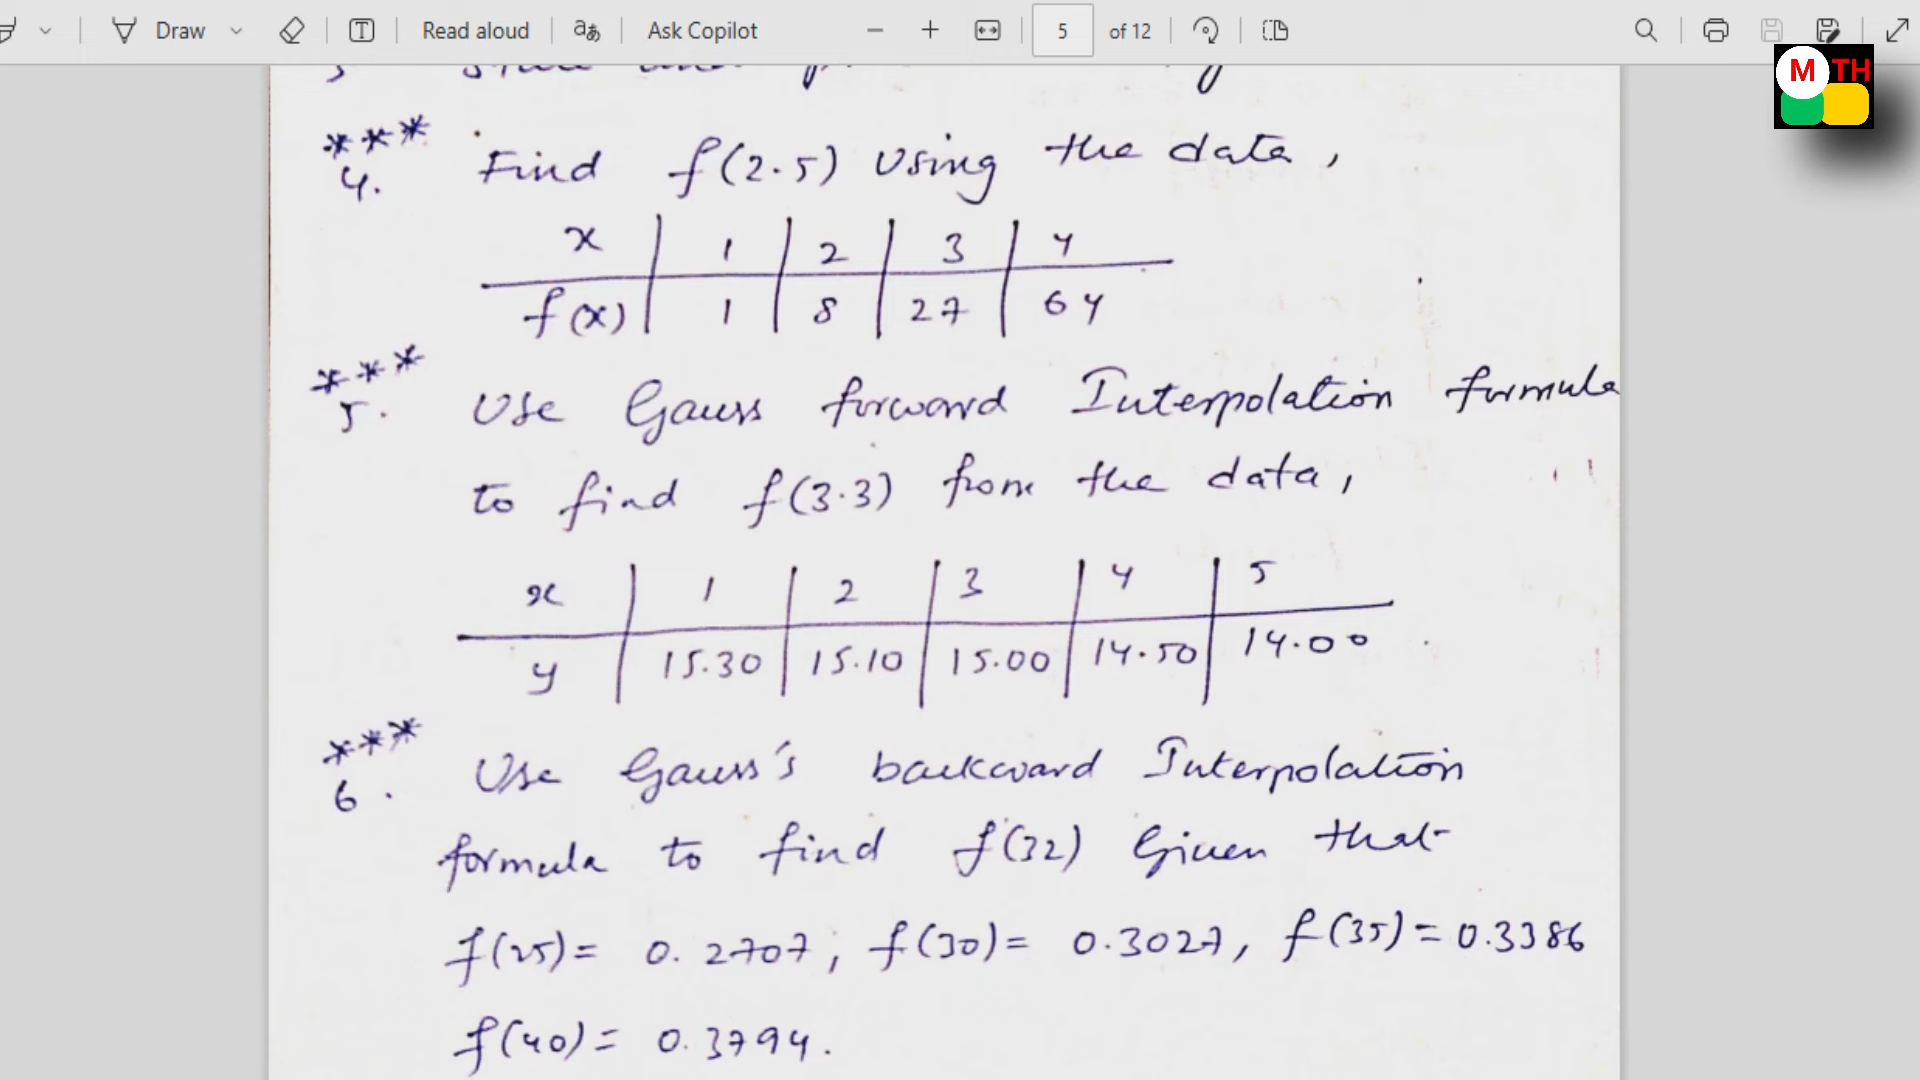 Draw Read aloud Ask Copilot 5 of 12
M TH
***
4. Find f(2.5) Using the data,
x 1 2 3 4
f(x) 1 8 27 64
***
5. Use Gauss forward Interpolation formula
to find f(3.3) from the data,
x 1 2 3 4 5
y 15.30 15.10 15.00 14.50 14.00
***
6. Use Gauss's backward Interpolation
formula to find f(32) Given that
f(25) = 0.2707, f(30) = 0.3027, f(35) = 0.3386
f(40) = 0.3794.